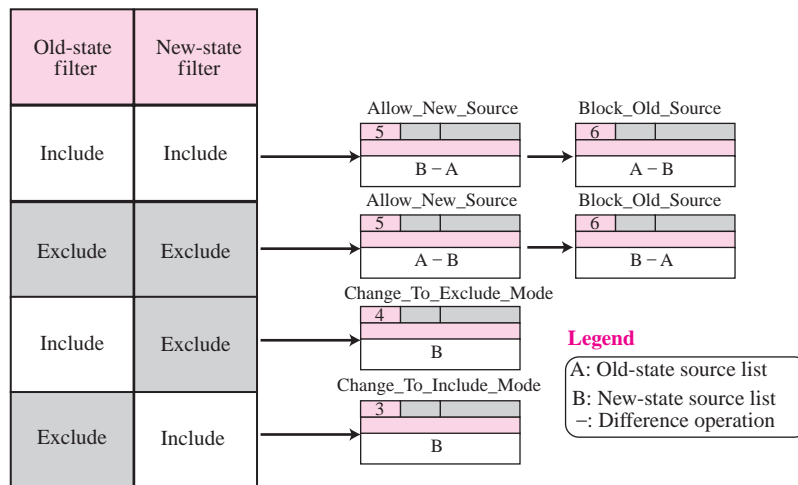 Old-state filter
New-state filter
Include
Include
Allow_New_Source
5
B – A
Block_Old_Source
6
A – B
Exclude
Exclude
Allow_New_Source
5
A – B
Block_Old_Source
6
B – A
Include
Exclude
Change_To_Exclude_Mode
4
B
Exclude
Include
Change_To_Include_Mode
3
B
Legend
A: Old-state source list
B: New-state source list
–: Difference operation